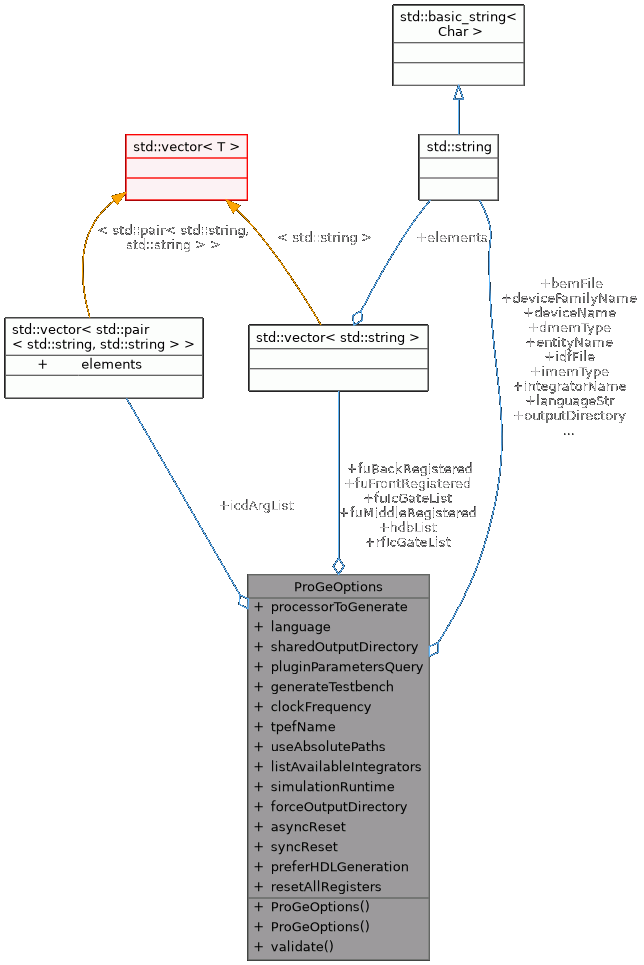 std::basic_string<
Char >
std::vector< T >
std::string
< std::pair< std::string,
std::string > >
< std::string >
+elements
+bemFile
+deviceFamilyName
+deviceName
+dmemType
+entityName
+idfFile
+imemType
+integratorName
+languageStr
+outputDirectory
...
std::vector< std::pair
< std::string, std::string > >
+ elements
std::vector< std::string >
+icdArgList
+fuBackRegistered
+fuFrontRegistered
+fuIcGateList
+fuMiddleRegistered
+hdbList
+rfIcGateList
ProGeOptions
+ processorToGenerate
+ language
+ sharedOutputDirectory
+ pluginParametersQuery
+ generateTestbench
+ clockFrequency
+ tpefName
+ useAbsolutePaths
+ listAvailableIntegrators
+ simulationRuntime
+ forceOutputDirectory
+ asyncReset
+ syncReset
+ preferHDLGeneration
+ resetAllRegisters
+ ProGeOptions()
+ ProGeOptions()
+ validate()